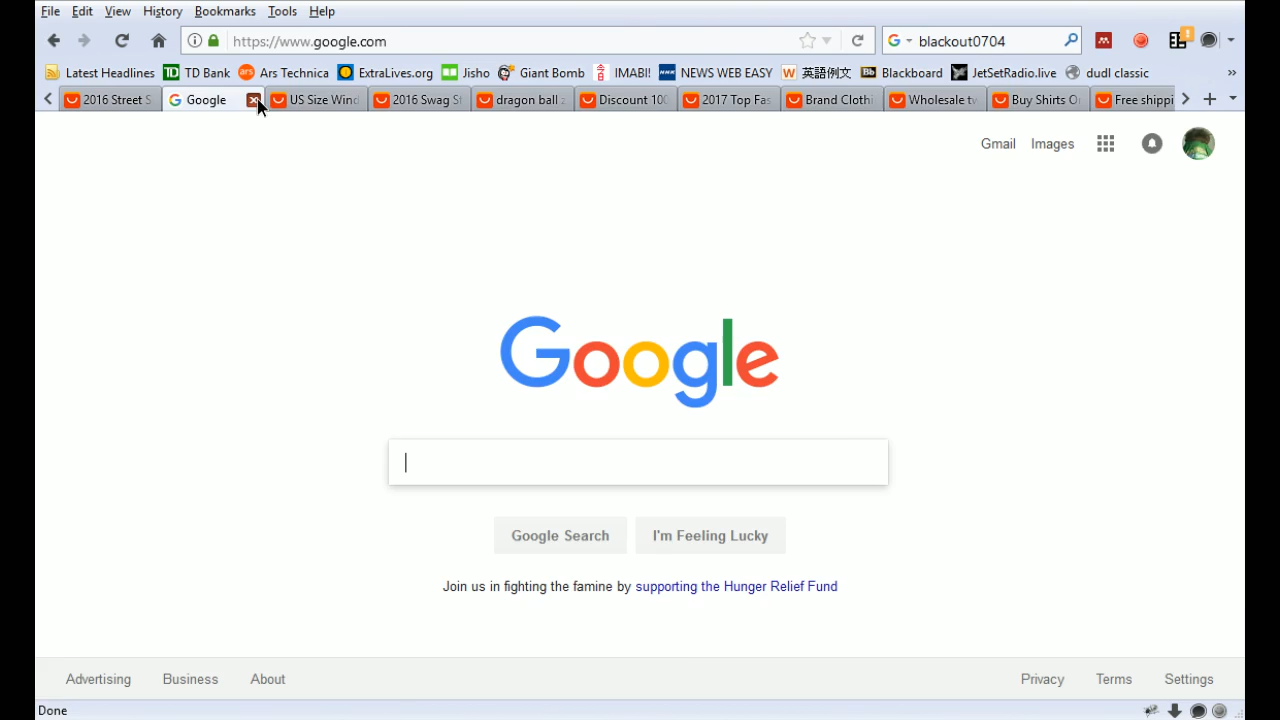 File Edit View History Bookmarks Tools Help
https://www.google.com blackout0704
Latest Headlines TD Bank Ars Technica ExtraLives.org Jisho Giant Bomb IMABI! NEWS WEB EASY 英語例文 Blackboard JetSetRadio.live dudl classic
2016 Street S Google US Size Wind 2016 Swag St dragon ball z Discount 100 2017 Top Fas Brand Clothi Wholesale tv Buy Shirts O Free shippi
Gmail Images
Google
Google Search I'm Feeling Lucky
Join us in fighting the famine by supporting the Hunger Relief Fund
Advertising Business About Privacy Terms Settings
Done